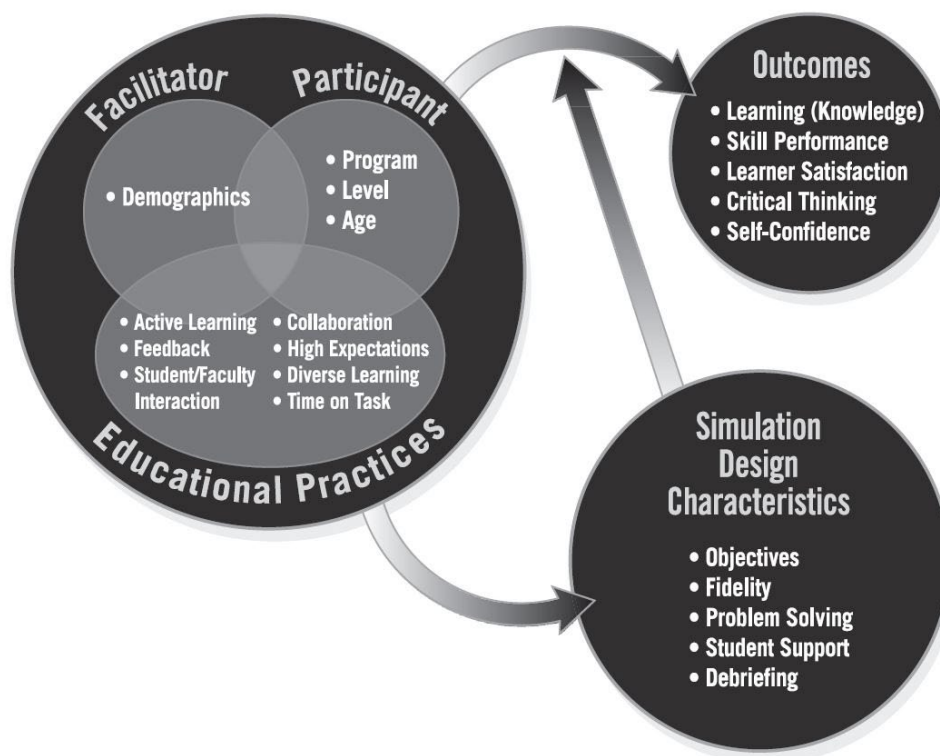 Facilitator
Participant
• Demographics
• Program
• Level
• Age
• Active Learning
• Feedback
• Student/Faculty
Interaction
• Collaboration
• High Expectations
• Diverse Learning
• Time on Task
Educational Practices
Outcomes
• Learning (Knowledge)
• Skill Performance
• Learner Satisfaction
• Critical Thinking
• Self-Confidence
Simulation
Design
Characteristics
• Objectives
• Fidelity
• Problem Solving
• Student Support
• Debriefing